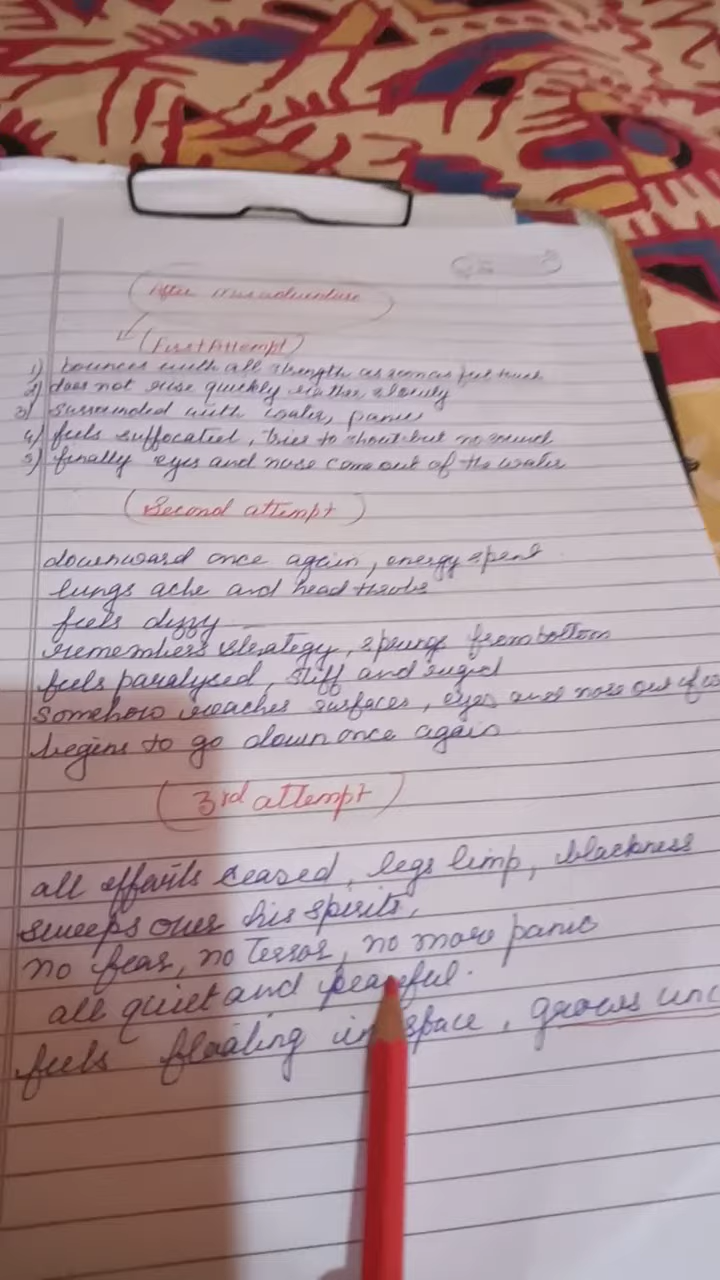 After misadventure
(First Attempt)
1) bounces with all strength as soon as feet touch
2) does not rise quickly rather slowly
3) surrounded with water, panics
4) feels suffocated, tries to shout but no sound
5) finally eyes and nose come out of the water
(Second attempt)
downward once again, energy spent
lungs ache and head throbs
feels dizzy
remembers strategy, springs from bottom
feels paralysed, stiff and rigid
somehow reaches surfaces, eyes and nose out of
begins to go down once again
(3rd attempt)
all efforts ceased, legs limp, blackness
sweeps over his spirits,
no fear, no terror, no more panic
all quiet and peaceful.
feels floating in space, grows unc